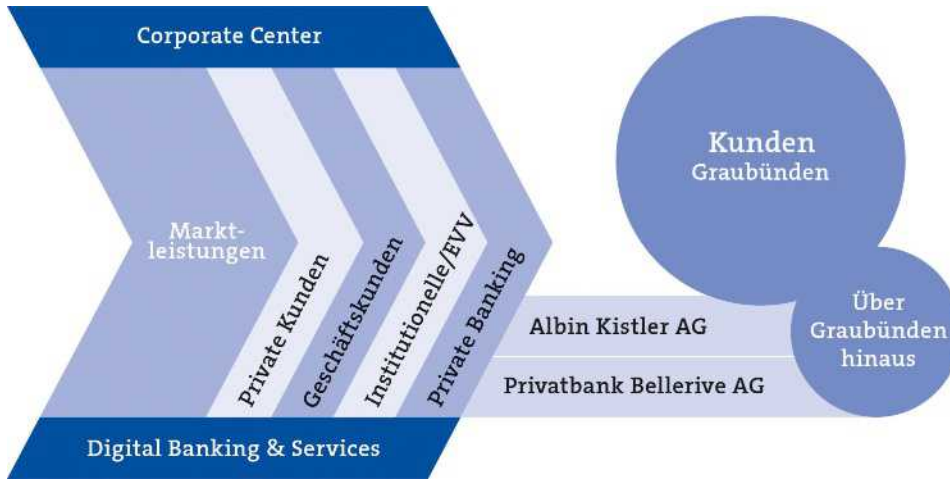 Corporate Center
Markt-
leistungen
Private Kunden
Geschäftskunden
Institutionelle/EVV
Private Banking
Kunden
Graubünden
Über
Graubünden
hinaus
Albin Kistler AG
Privatbank Bellerive AG
Digital Banking & Services